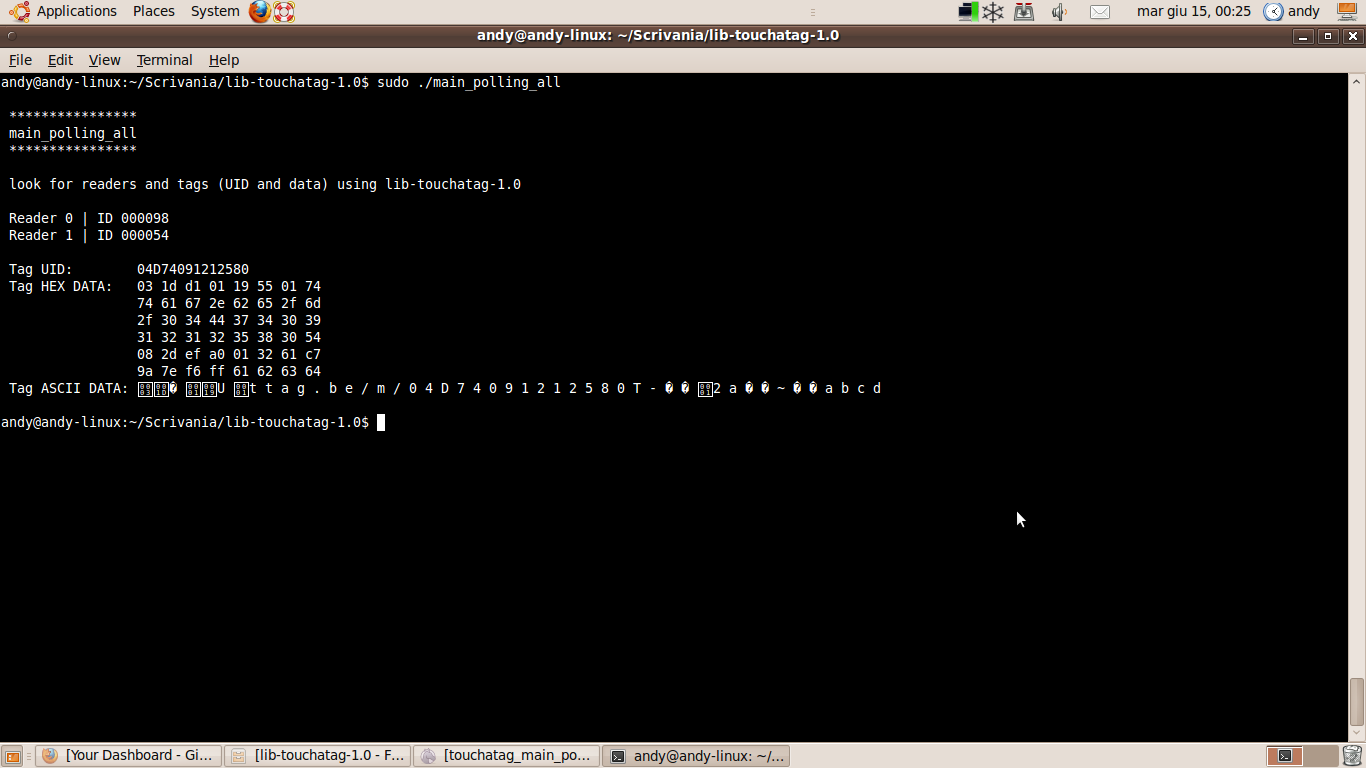 Applications Places System mar giu 15, 00:25 andy
andy@andy-linux: ~/Scrivania/lib-touchatag-1.0
File Edit View Terminal Help
andy@andy-linux:~/Scrivania/lib-touchatag-1.0$ sudo ./main_polling_all
****************
main_polling_all
****************
look for readers and tags (UID and data) using lib-touchatag-1.0
Reader 0 | ID 000098
Reader 1 | ID 000054
Tag UID: 04D74091212580
Tag HEX DATA: 03 1d d1 01 19 55 01 74
74 61 67 2e 62 65 2f 6d
2f 30 34 44 37 34 30 39
31 32 31 32 35 38 30 54
08 2d ef a0 01 32 61 c7
9a 7e f6 ff 61 62 63 64
Tag ASCII DATA: � U t t a g . b e / m / 0 4 D 7 4 0 9 1 2 1 2 5 8 0 T - � � 2 a � � ~ � � a b c d
andy@andy-linux:~/Scrivania/lib-touchatag-1.0$
[Your Dashboard - Gi... [lib-touchatag-1.0 - F... [touchatag_main_po... andy@andy-linux: ~/...